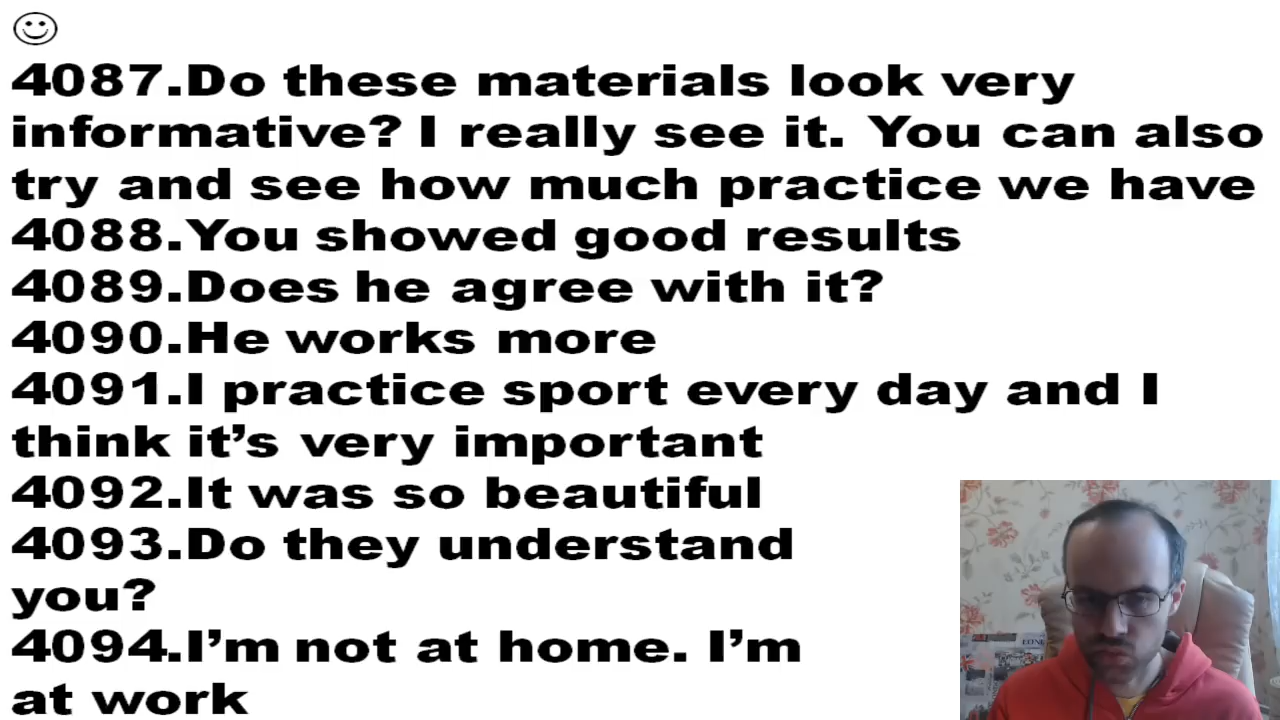 4087.Do these materials look very
informative? I really see it. You can also
try and see how much practice we have
4088.You showed good results
4089.Does he agree with it?
4090.He works more
4091.I practice sport every day and I
think it’s very important
4092.It was so beautiful
4093.Do they understand
you?
4094.I’m not at home. I’m
at work